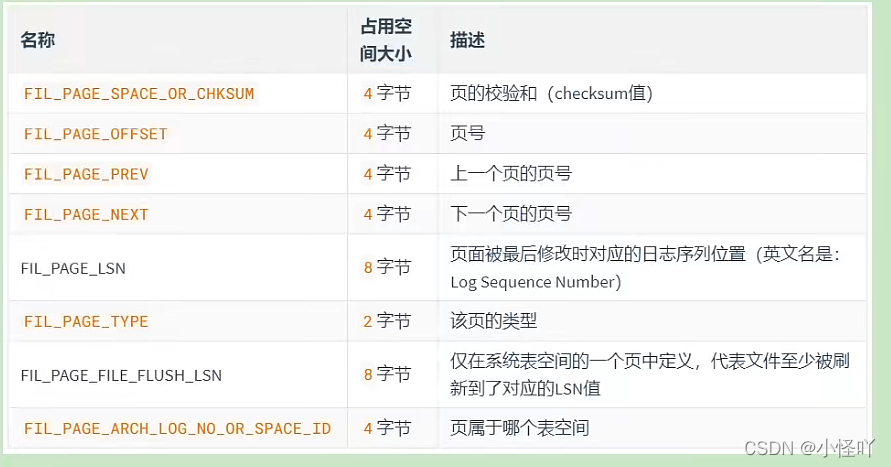 名称 占用空间大小 描述
FIL_PAGE_SPACE_OR_CHKSUM 4 字节 页的校验和（checksum值）
FIL_PAGE_OFFSET 4 字节 页号
FIL_PAGE_PREV 4 字节 上一个页的页号
FIL_PAGE_NEXT 4 字节 下一个页的页号
FIL_PAGE_LSN 8 字节 页面被最后修改时对应的日志序列位置（英文名是：
Log Sequence Number）
FIL_PAGE_TYPE 2 字节 该页的类型
FIL_PAGE_FILE_FLUSH_LSN 8 字节 仅在系统表空间的一个页中定义，代表文件至少被刷
新到了对应的LSN值
FIL_PAGE_ARCH_LOG_NO_OR_SPACE_ID 4 字节 页属于哪个表空间
CSDN @小怪吖